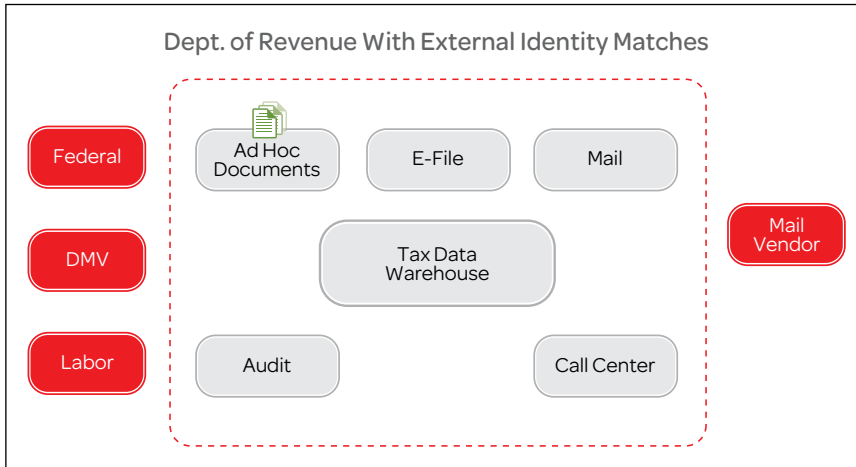 Dept. of Revenue With External Identity Matches
Federal
Ad Hoc
Documents
E-File
Mail
DMV
Tax Data
Warehouse
Mail
Vendor
Labor
Audit
Call Center